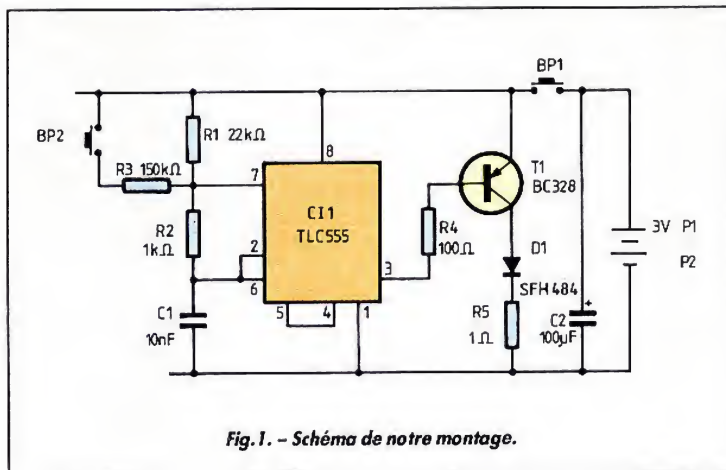 BP1
BP2
R1 22kΩ
R3 150kΩ
8
7
T1
BC328
CI1
TLC555
R2
1kΩ
R4
100Ω
3V P1
P2
2
6
3
D1
SFH 484
C1
10nF
5
4
1
R5
1Ω
+
C2
100µF
Fig. 1. – Schéma de notre montage.